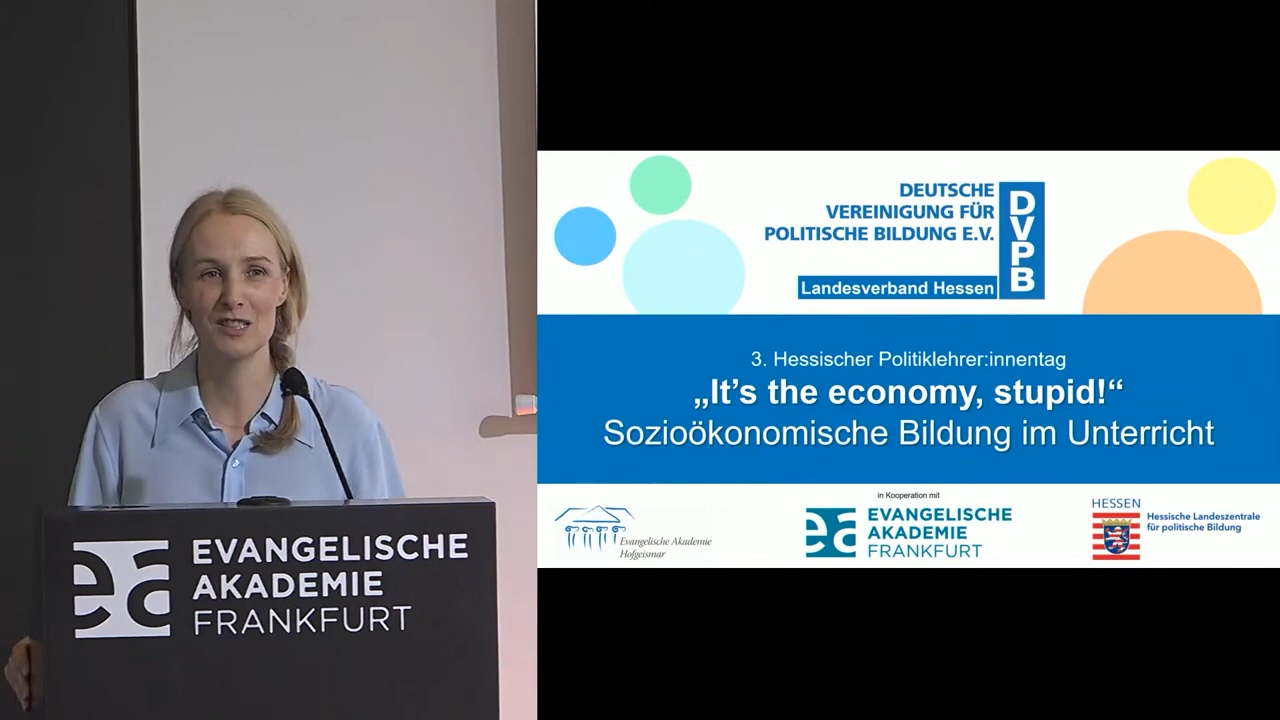 ea
EVANGELISCHE
AKADEMIE
FRANKFURT
DEUTSCHE
VEREINIGUNG FÜR
POLITISCHE BILDUNG E.V.
DVPB
Landesverband Hessen
3. Hessischer Politiklehrer:innentag
„It’s the economy, stupid!“
Sozioökonomische Bildung im Unterricht
in Kooperation mit
Evangelische Akademie
Hofgeismar
ea
EVANGELISCHE
AKADEMIE
FRANKFURT
HESSEN
Hessische Landeszentrale
für politische Bildung